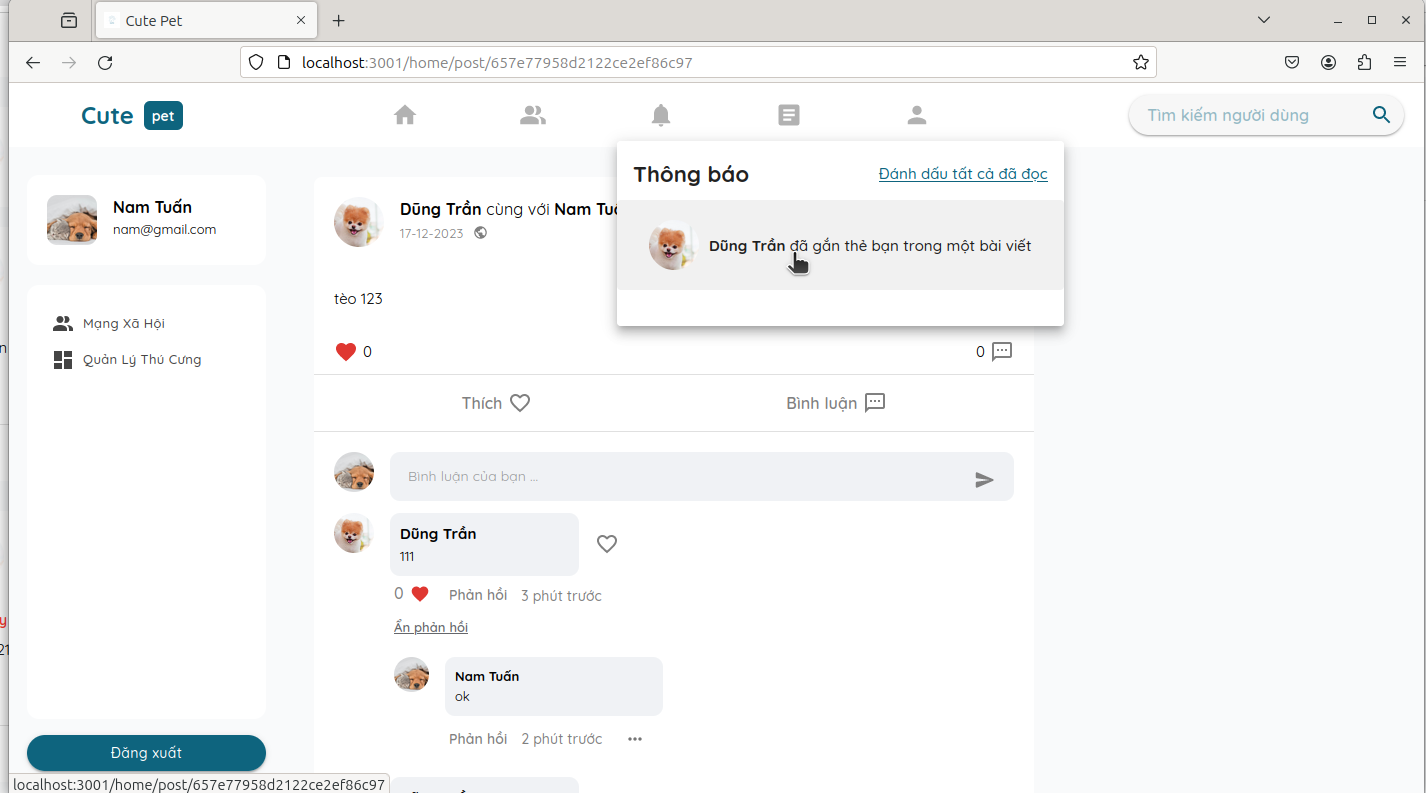 Cute Pet
localhost:3001/home/post/657e77958d2122ce2ef86c97
Cute pet
Tìm kiếm người dùng
Nam Tuấn
nam@gmail.com
Mạng Xã Hội
Quản Lý Thú Cưng
Đăng xuất
Dũng Trần cùng với Nam
17-12-2023
tèo 123
0
0
Thích
Bình luận
Thông báo
Đánh dấu tất cả đã đọc
Dũng Trần đã gắn thẻ bạn trong một bài viết
Bình luận của bạn ...
Dũng Trần
111
0 Phản hồi 3 phút trước
Ẩn phản hồi
Nam Tuấn
ok
Phản hồi 2 phút trước
localhost:3001/home/post/657e77958d2122ce2ef86c97